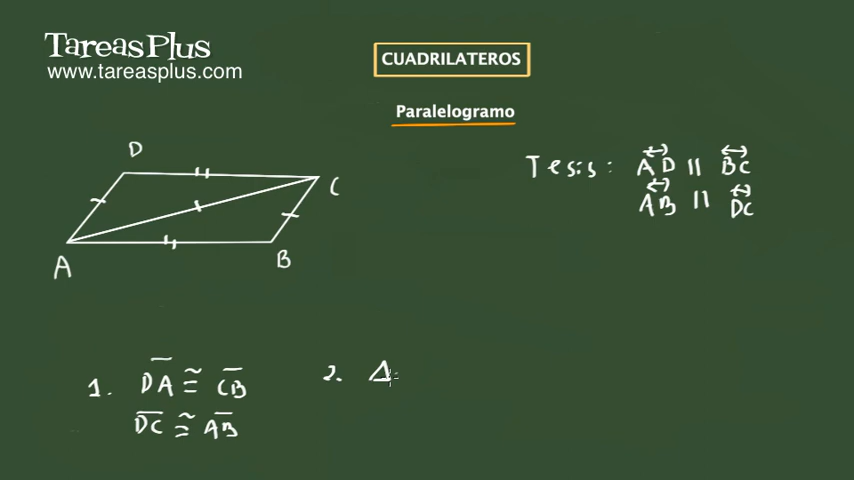 TareasPlus
www.tareasplus.com
CUADRILATEROS
Paralelogramo
D
C
A
B
Tesis: AD || BC
AB || DC
1. DA ≅ CB
DC ≅ AB
2. Δ